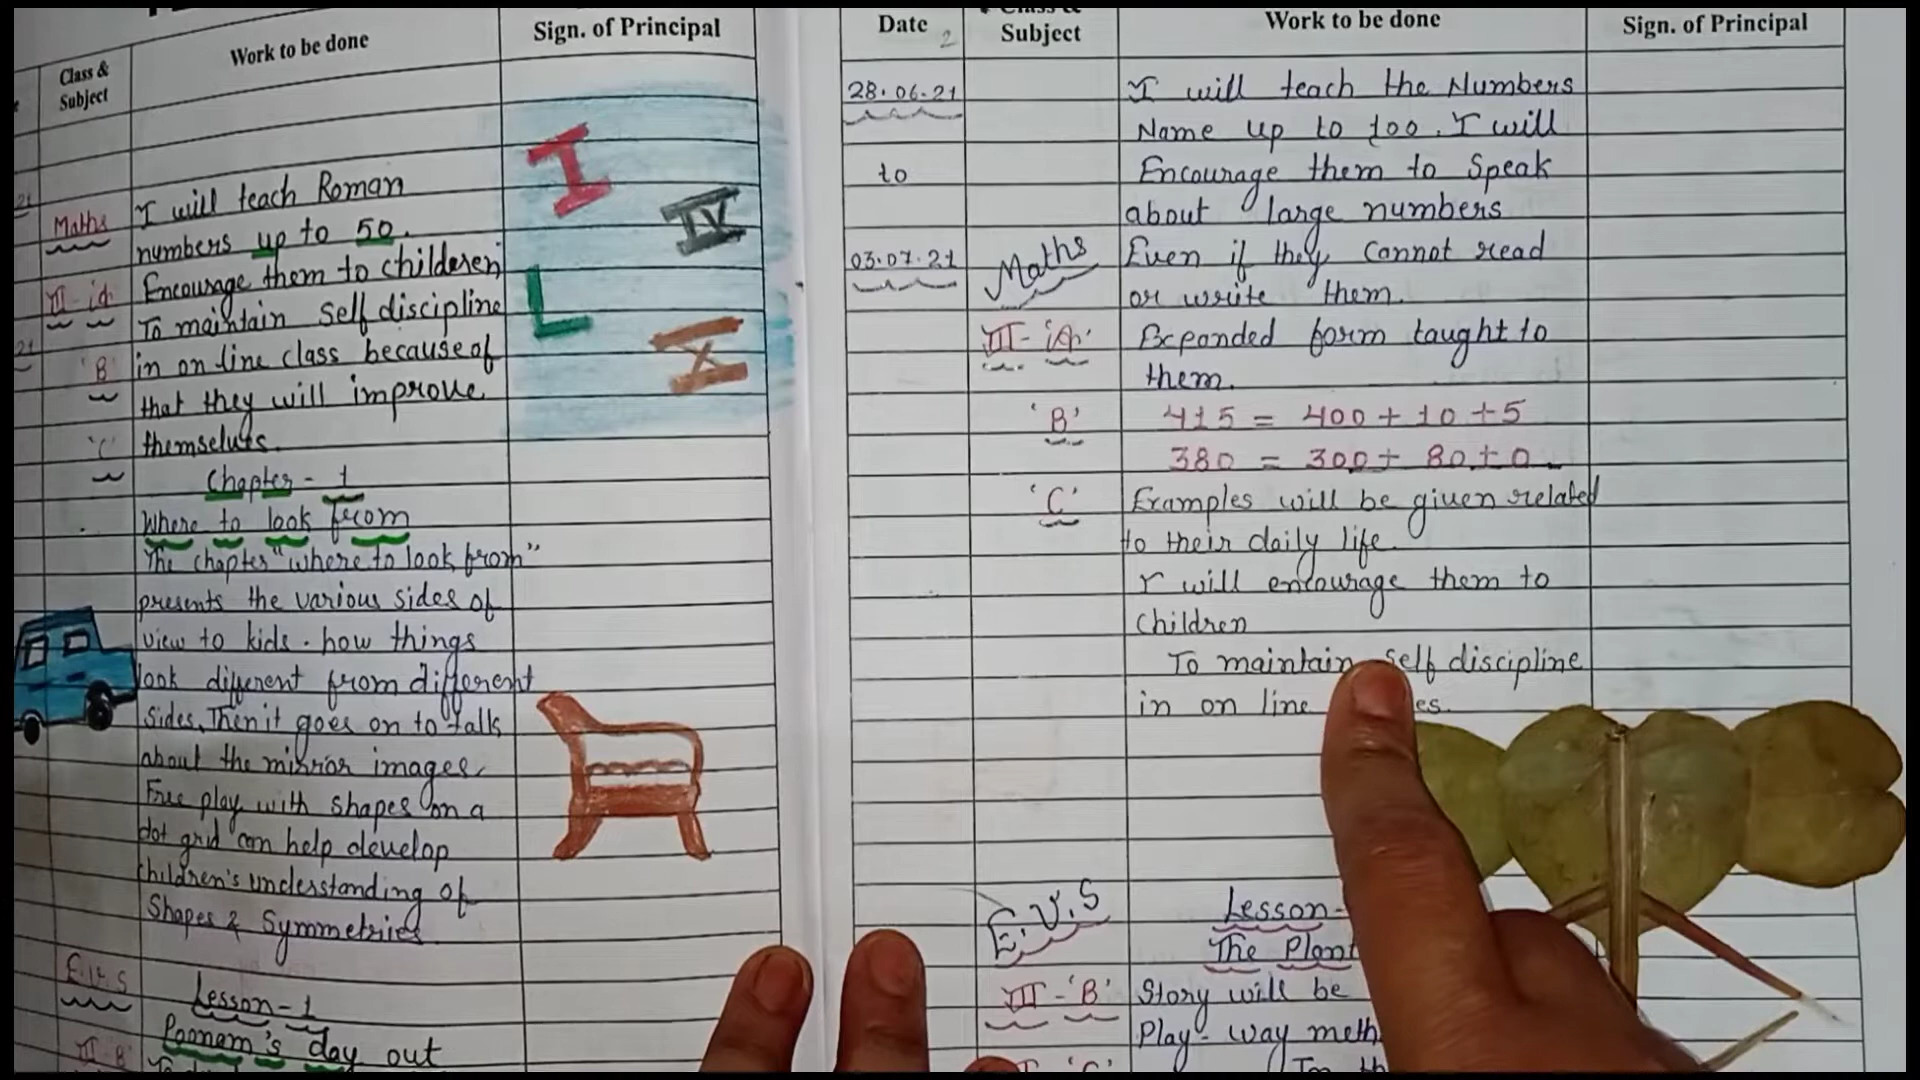 Class &
Subject
Work to be done
Sign. of Principal
21
Maths
III - 'A'
21
'B'
'C'
I will teach Roman
numbers up to 50.
Encourage them to childeren
To maintain Self discipline
in on line class because of
that they will improve
themselves.
Chapter - 1
Where to look from
The chapter "where to look from"
presents the various sides of
view to kids. how things
look different from different
sides. Then it goes on to talk
about the mirror images.
Free play with shapes on a
dot grid can help develop
children's understanding of
Shapes & Symmetries.
E.V.S
Lesson - 1
Poonam's day out
III - B'
I
IV
L
X
Date
2
Class &
Subject
Work to be done
Sign. of Principal
28.06.21
to
03.07.21
Maths
III - 'A'
'B'
'C'
I will teach the Numbers
Name up to 100. I will
Encourage them to Speak
about large numbers
Even if they cannot read
or write them.
Expanded form taught to
them.
415 = 400 + 10 + 5
380 = 300 + 80 + 0
Examples will be given related
to their daily life.
I will encourage them to
children
To maintain Self discipline
in on line es.
E.V.S
Lesson-
The Plant
III - 'B'
Story will be
Play - way meth
'C'